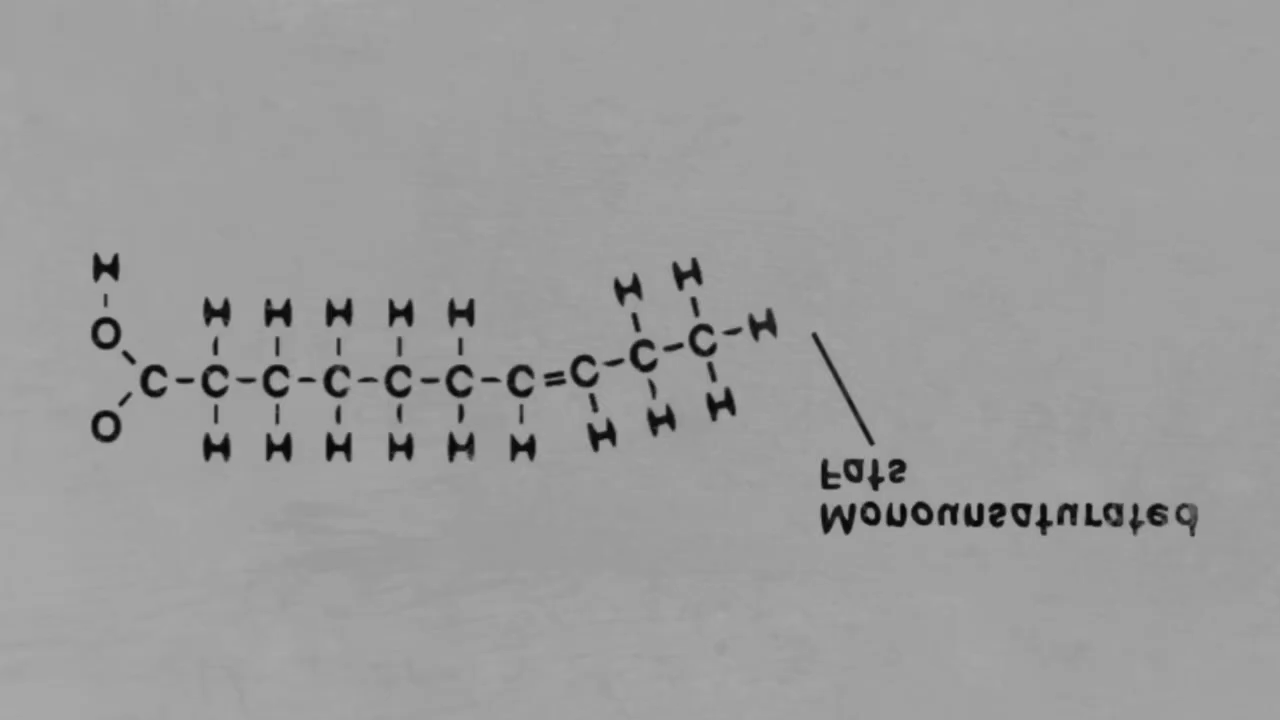 Monounsaturated
Fats
H H H H H H H H H
O
C-C-C-C-C-C-C=C-C-C-H
O
H H H H H H H
H